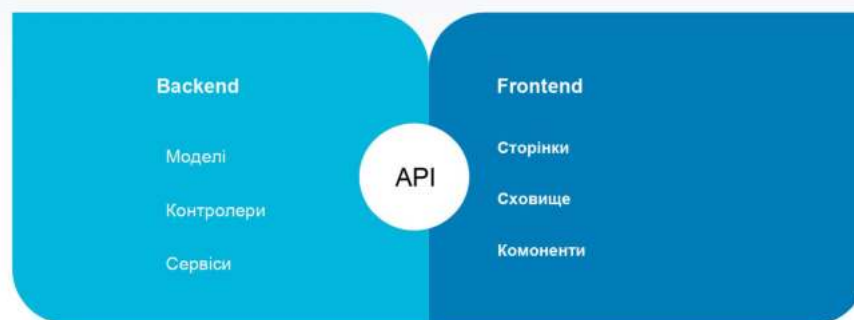 Backend
Моделі
Контролери
Сервіси
API
Frontend
Сторінки
Сховище
Комоненти